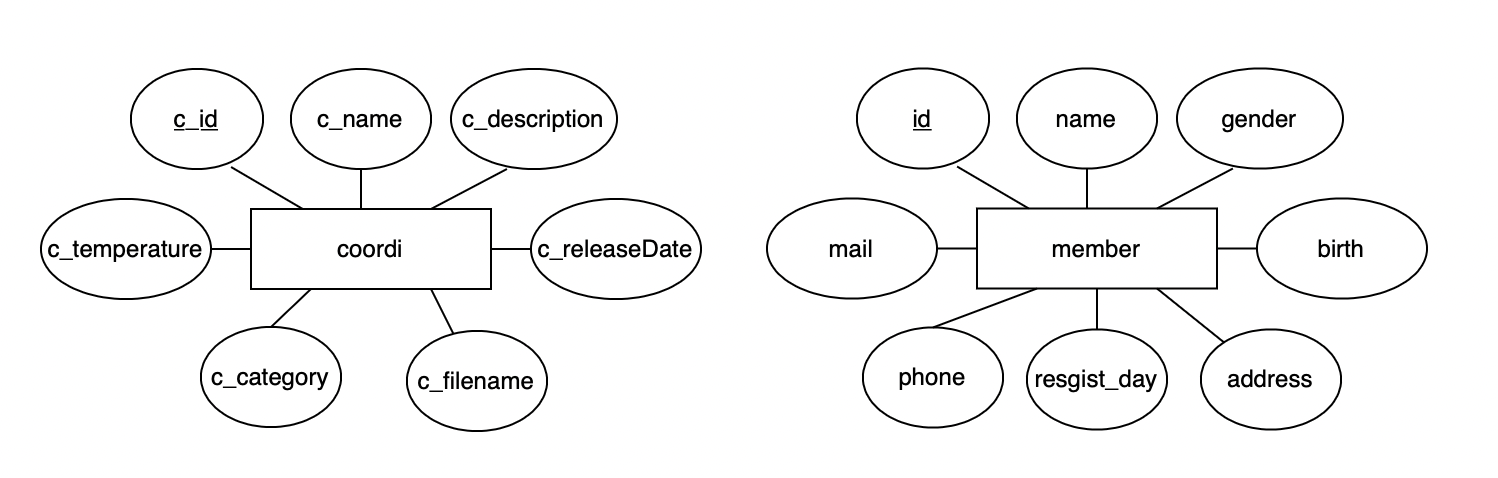 c_id
c_name
c_description
c_temperature
coordi
c_releaseDate
c_category
c_filename
id
name
gender
mail
member
birth
phone
resgist_day
address